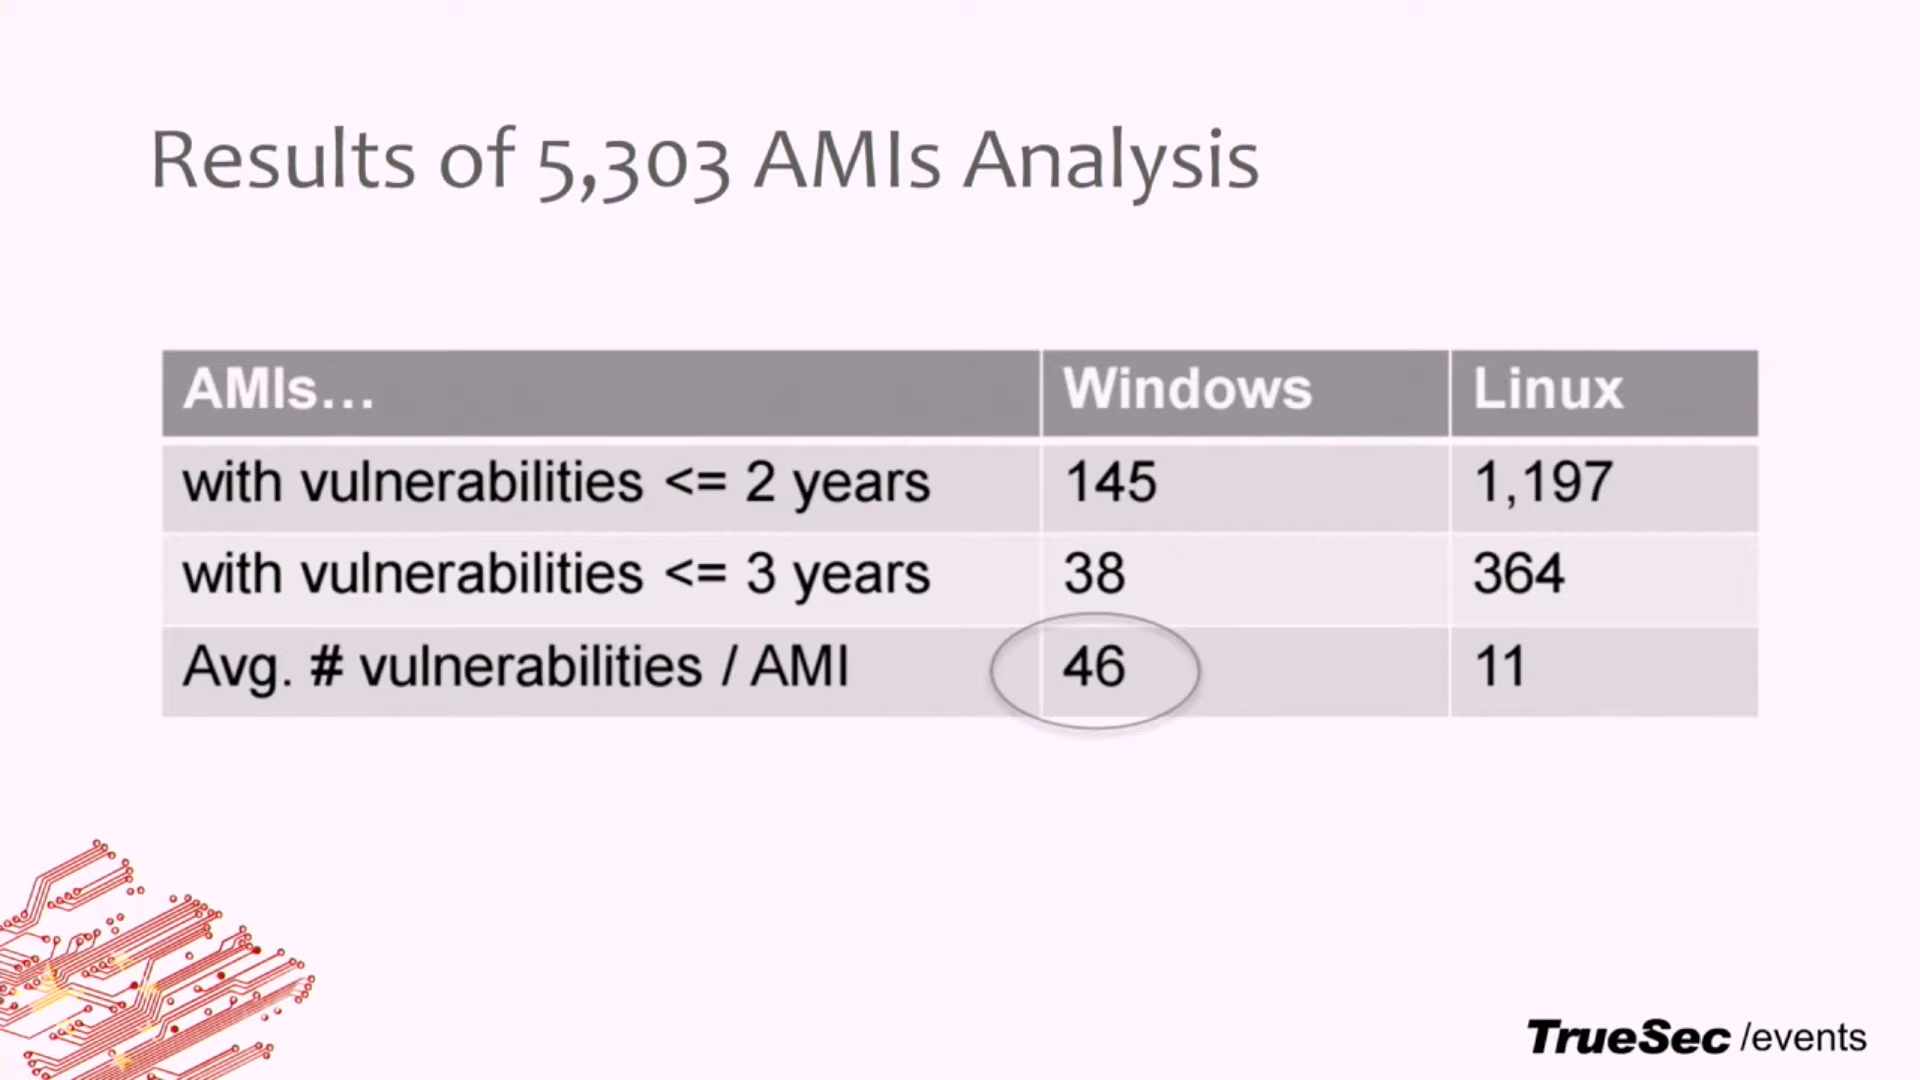 Results of 5,303 AMIs Analysis
AMIs... Windows Linux
with vulnerabilities <= 2 years 145 1,197
with vulnerabilities <= 3 years 38 364
Avg. # vulnerabilities / AMI 46 11
TrueSec /events